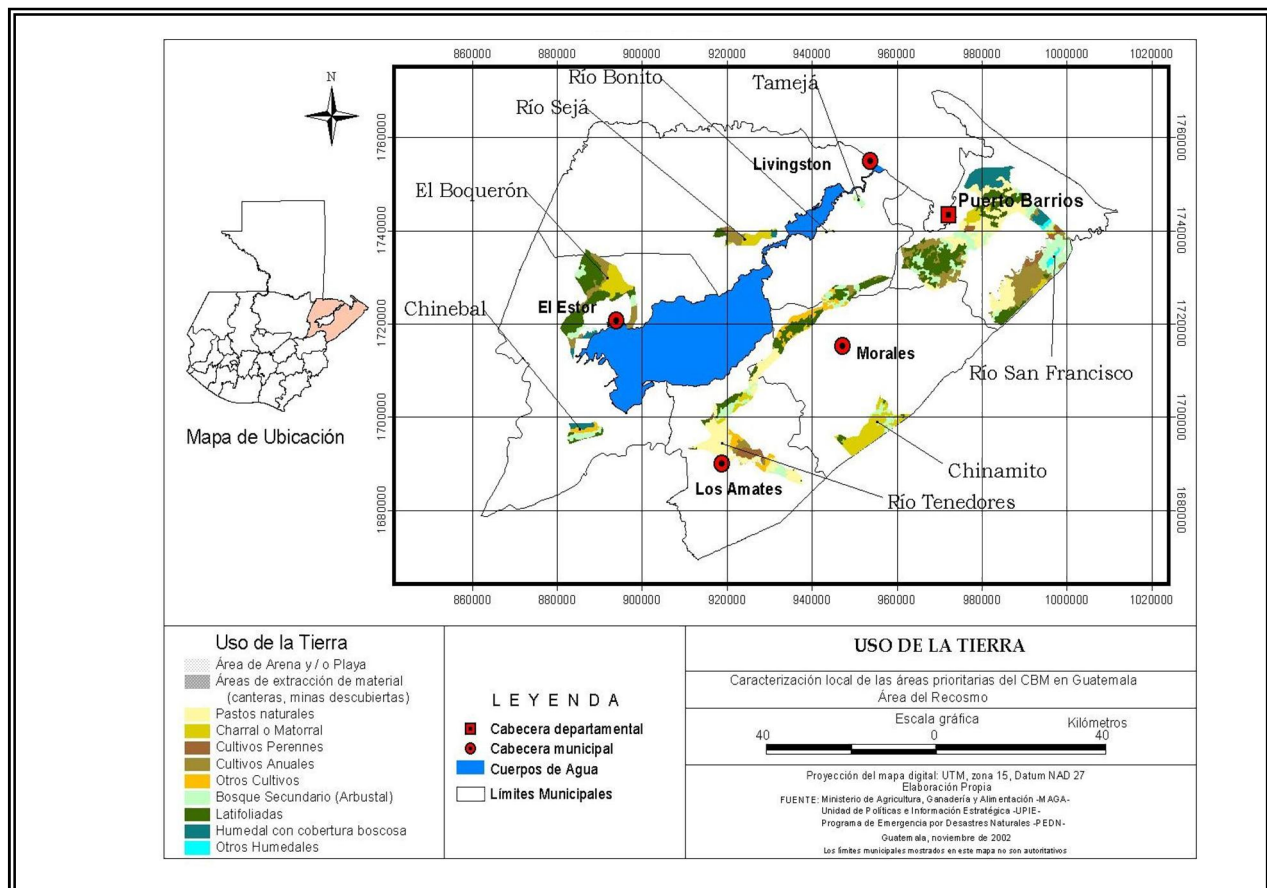 860000 880000 900000 920000 940000 960000 980000 1000000 1020000
N
Río Bonito
Tamejá
Río Sejá
1760000
1760000
Livingston
El Boquerón
Puerto Barrios
1740000
1740000
Chinebal
El Estor
1720000
1720000
Morales
Río San Francisco
Mapa de Ubicación
1700000
1700000
Chinamito
Los Amates
Río Tenedores
1680000
1680000
860000 880000 900000 920000 940000 960000 980000 1000000 1020000
Uso de la Tierra
Área de Arena y / o Playa
Áreas de extracción de material
(canteras, minas descubiertas)
Pastos naturales
Charral o Matorral
Cultivos Perennes
Cultivos Anuales
Otros Cultivos
Bosque Secundario (Arbustal)
Latifoliadas
Humedal con cobertura boscosa
Otros Humedales
LEYENDA
Cabecera departamental
Cabecera municipal
Cuerpos de Agua
Límites Municipales
USO DE LA TIERRA
Caracterización local de las áreas prioritarias del CBM en Guatemala
Área del Recosmo
Escala gráfica Kilómetros
40 0 40
Proyección del mapa digital: UTM, zona 15, Datum NAD 27
Elaboración Propia
FUENTE: Ministerio de Agricultura, Ganadería y Alimentación -MAGA-
Unidad de Políticas e Información Estratégica -UPIE-
Programa de Emergencia por Desastres Naturales -PEDN-
Guatemala, noviembre de 2002
Los límites municipales mostrados en este mapa no son autoritativos